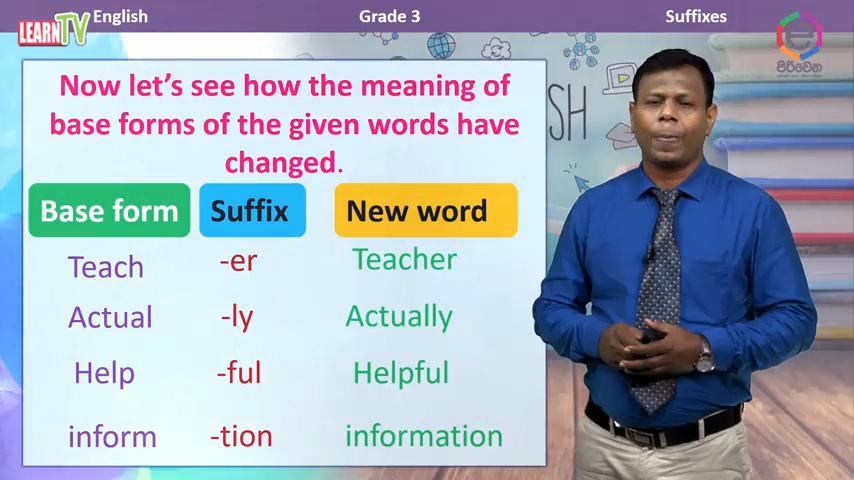 LEARN TV
English
Grade 3
Suffixes
පිරිවෙන
Now let's see how the meaning of
base forms of the given words have
changed.
SH
Base form Suffix New word
Teach -er Teacher
Actual -ly Actually
Help -ful Helpful
inform -tion information